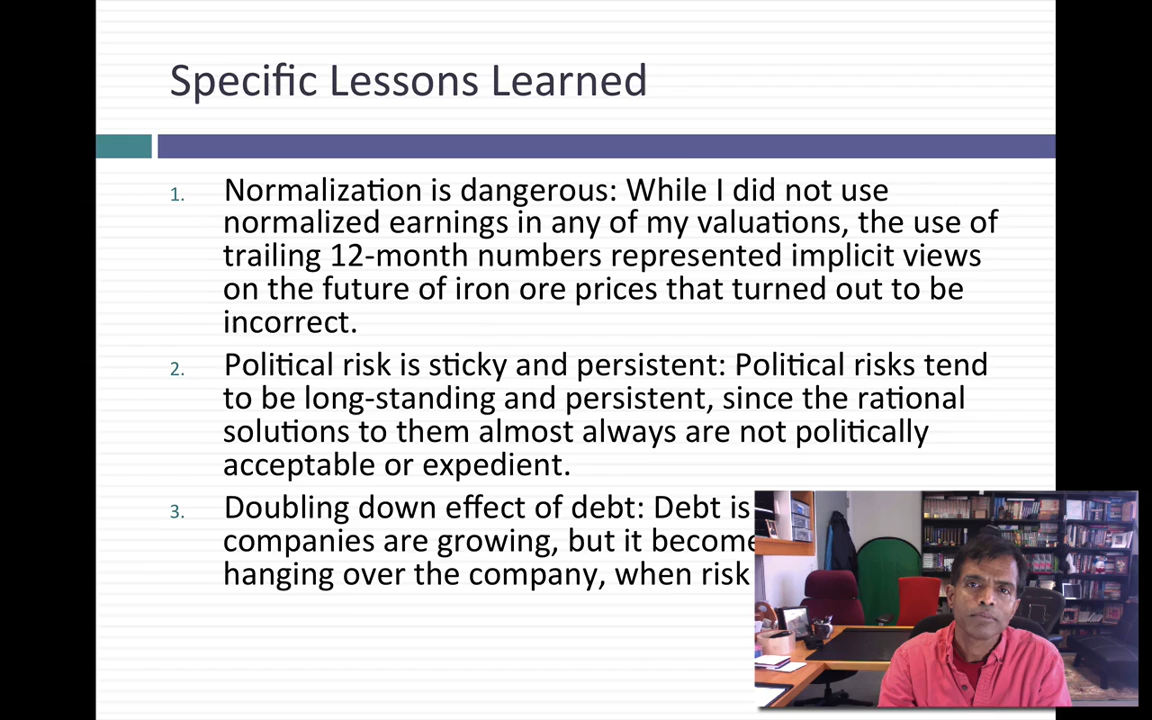 Specific Lessons Learned
1. Normalization is dangerous: While I did not use
normalized earnings in any of my valuations, the use of
trailing 12-month numbers represented implicit views
on the future of iron ore prices that turned out to be
incorrect.
2. Political risk is sticky and persistent: Political risks tend
to be long-standing and persistent, since the rational
solutions to them almost always are not politically
acceptable or expedient.
3. Doubling down effect of debt: Debt is
companies are growing, but it
hanging over the company, when risk